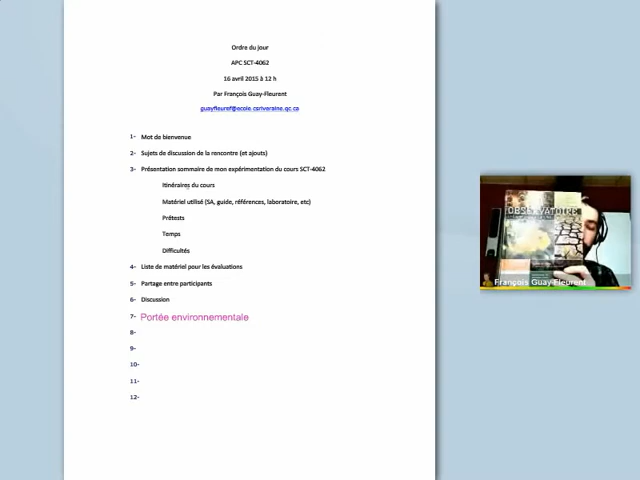 Ordre du jour
APC SCT-4062
16 avril 2015 à 12 h
Par François Guay-Fleurent
guayfleuref@ecole.csriveraine.qc.ca
1- Mot de bienvenue
2- Sujets de discussion de la rencontre (et ajouts)
3- Présentation sommaire de mon expérimentation du cours SCT-4062
Itinéraires du cours
Matériel utilisé (SA, guide, références, laboratoire, etc)
Prétests
Temps
Difficultés
4- Liste de matériel pour les évaluations
5- Partage entre participants
6- Discussion
7- Portée environnementale
8-
9-
10-
11-
12-
OBSERVATOIRE
François Guay Fleurent